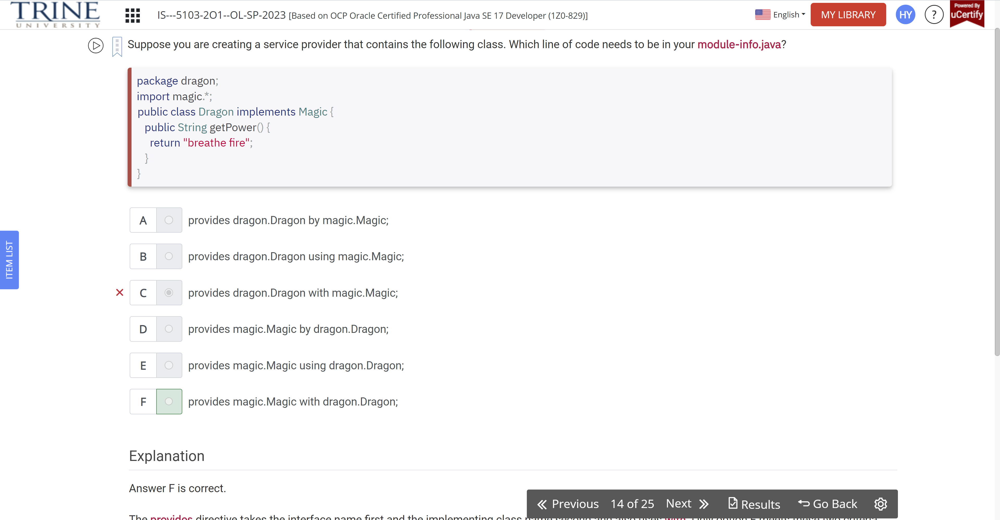 TRINE
UNIVERSITY
IS---5103-2O1--OL-SP-2023 [Based on OCP Oracle Certified Professional Java SE 17 Developer (1Z0-829)]
English
MY LIBRARY
HY
?
Powered By
uCertify
Suppose you are creating a service provider that contains the following class. Which line of code needs to be in your module-info.java?
package dragon;
import magic.*;
public class Dragon implements Magic {
public String getPower() {
return "breathe fire";
}
}
A provides dragon.Dragon by magic.Magic;
B provides dragon.Dragon using magic.Magic;
C provides dragon.Dragon with magic.Magic;
D provides magic.Magic by dragon.Dragon;
E provides magic.Magic using dragon.Dragon;
F provides magic.Magic with dragon.Dragon;
ITEM LIST
Explanation
Answer F is correct.
Previous 14 of 25 Next Results Go Back
The provides directive takes the interface name first and the implementing class name second and also uses with. Only option F meets these two criteria